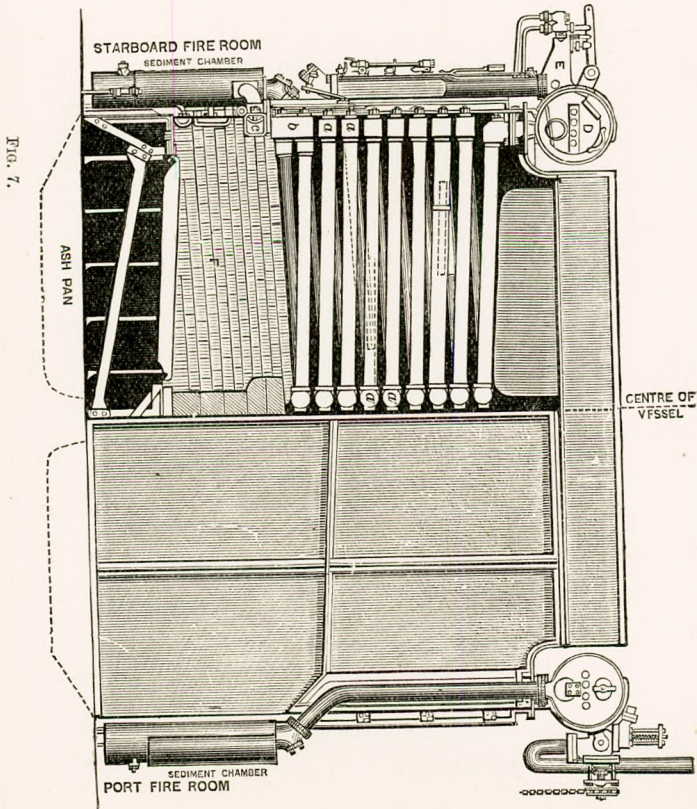 STARBOARD FIRE ROOM
SEDIMENT CHAMBER
E
D
C
b
a
a
F
a
a
FIG. 7.
ASH PAN
CENTRE OF
VESSEL
SEDIMENT CHAMBER
PORT FIRE ROOM